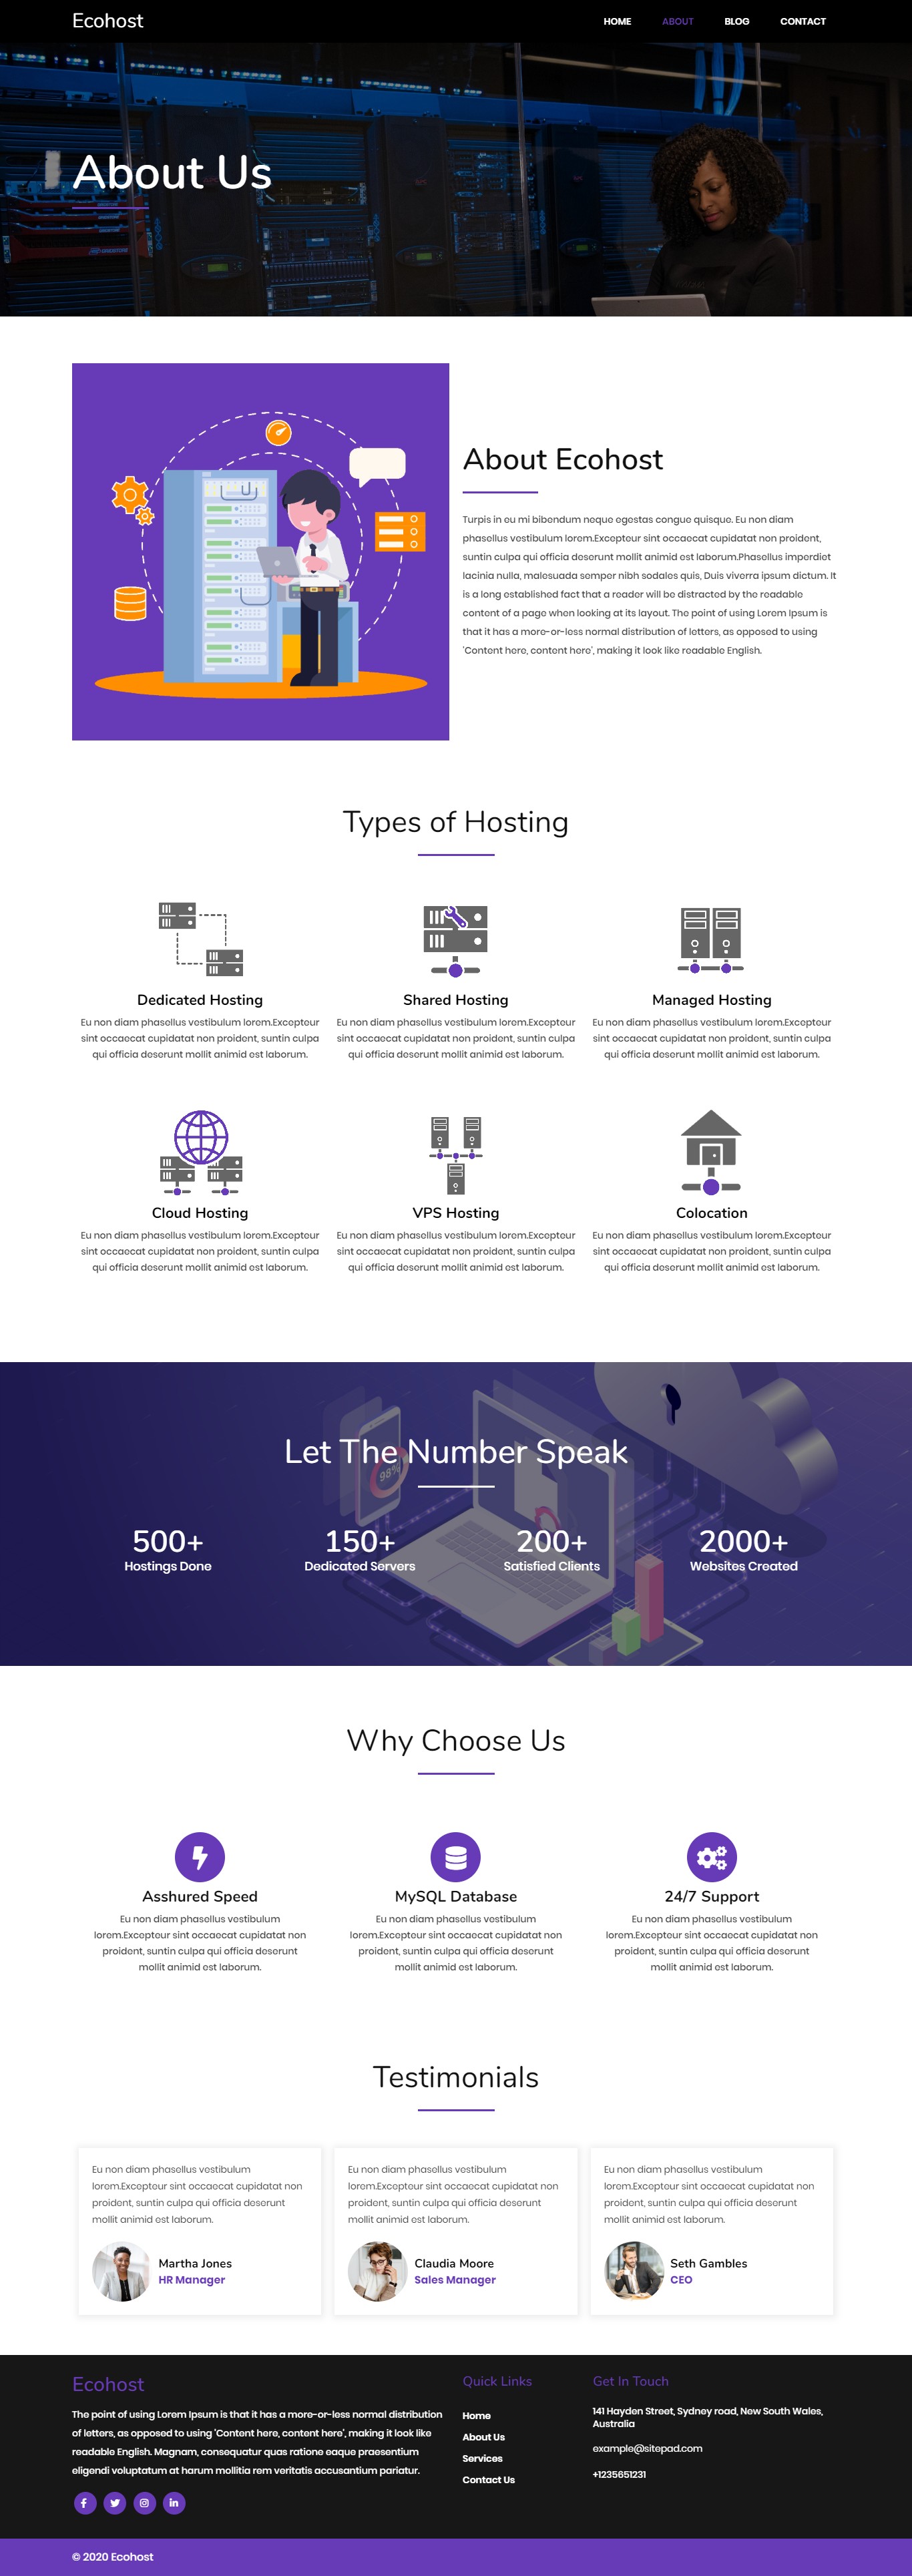 Ecohost
HOME ABOUT BLOG CONTACT
About Us
About Ecohost
Turpis in eu mi bibendum neque egestas congue quisque. Eu non diam
phasellus vestibulum lorem.Excepteur sint occaecat cupidatat non proident,
suntin culpa qui officia deserunt mollit animid est laborum.Phasellus imperdiet
lacinia nulla, malesuada semper nibh sodales quis, Duis viverra ipsum dictum. It
is a long established fact that a reader will be distracted by the readable
content of a page when looking at its layout. The point of using Lorem Ipsum is
that it has a more-or-less normal distribution of letters, as opposed to using
'Content here, content here', making it look like readable English.
Types of Hosting
Dedicated Hosting
Eu non diam phasellus vestibulum lorem.Excepteur
sint occaecat cupidatat non proident, suntin culpa
qui officia deserunt mollit animid est laborum.
Shared Hosting
Eu non diam phasellus vestibulum lorem.Excepteur
sint occaecat cupidatat non proident, suntin culpa
qui officia deserunt mollit animid est laborum.
Managed Hosting
Eu non diam phasellus vestibulum lorem.Excepteur
sint occaecat cupidatat non proident, suntin culpa
qui officia deserunt mollit animid est laborum.
Cloud Hosting
Eu non diam phasellus vestibulum lorem.Excepteur
sint occaecat cupidatat non proident, suntin culpa
qui officia deserunt mollit animid est laborum.
VPS Hosting
Eu non diam phasellus vestibulum lorem.Excepteur
sint occaecat cupidatat non proident, suntin culpa
qui officia deserunt mollit animid est laborum.
Colocation
Eu non diam phasellus vestibulum lorem.Excepteur
sint occaecat cupidatat non proident, suntin culpa
qui officia deserunt mollit animid est laborum.
Let The Number Speak
98%
500+
Hostings Done
150+
Dedicated Servers
200+
Satisfied Clients
2000+
Websites Created
Why Choose Us
Asshured Speed
Eu non diam phasellus vestibulum
lorem.Excepteur sint occaecat cupidatat non
proident, suntin culpa qui officia deserunt
mollit animid est laborum.
MySQL Database
Eu non diam phasellus vestibulum
lorem.Excepteur sint occaecat cupidatat non
proident, suntin culpa qui officia deserunt
mollit animid est laborum.
24/7 Support
Eu non diam phasellus vestibulum
lorem.Excepteur sint occaecat cupidatat non
proident, suntin culpa qui officia deserunt
mollit animid est laborum.
Testimonials
Eu non diam phasellus vestibulum
lorem.Excepteur sint occaecat cupidatat non
proident, suntin culpa qui officia deserunt
mollit animid est laborum.
Martha Jones
HR Manager
Eu non diam phasellus vestibulum
lorem.Excepteur sint occaecat cupidatat non
proident, suntin culpa qui officia deserunt
mollit animid est laborum.
Claudia Moore
Sales Manager
Eu non diam phasellus vestibulum
lorem.Excepteur sint occaecat cupidatat non
proident, suntin culpa qui officia deserunt
mollit animid est laborum.
Seth Gambles
CEO
Ecohost
The point of using Lorem Ipsum is that it has a more-or-less normal distribution
of letters, as opposed to using 'Content here, content here', making it look like
readable English. Magnam, consequatur quas ratione eaque praesentium
eligendi voluptatum at harum mollitia rem veritatis accusantium pariatur.
Quick Links
Home
About Us
Services
Contact Us
Get In Touch
141 Hayden Street, Sydney road, New South Wales,
Australia
example@sitepad.com
+1235651231
© 2020 Ecohost